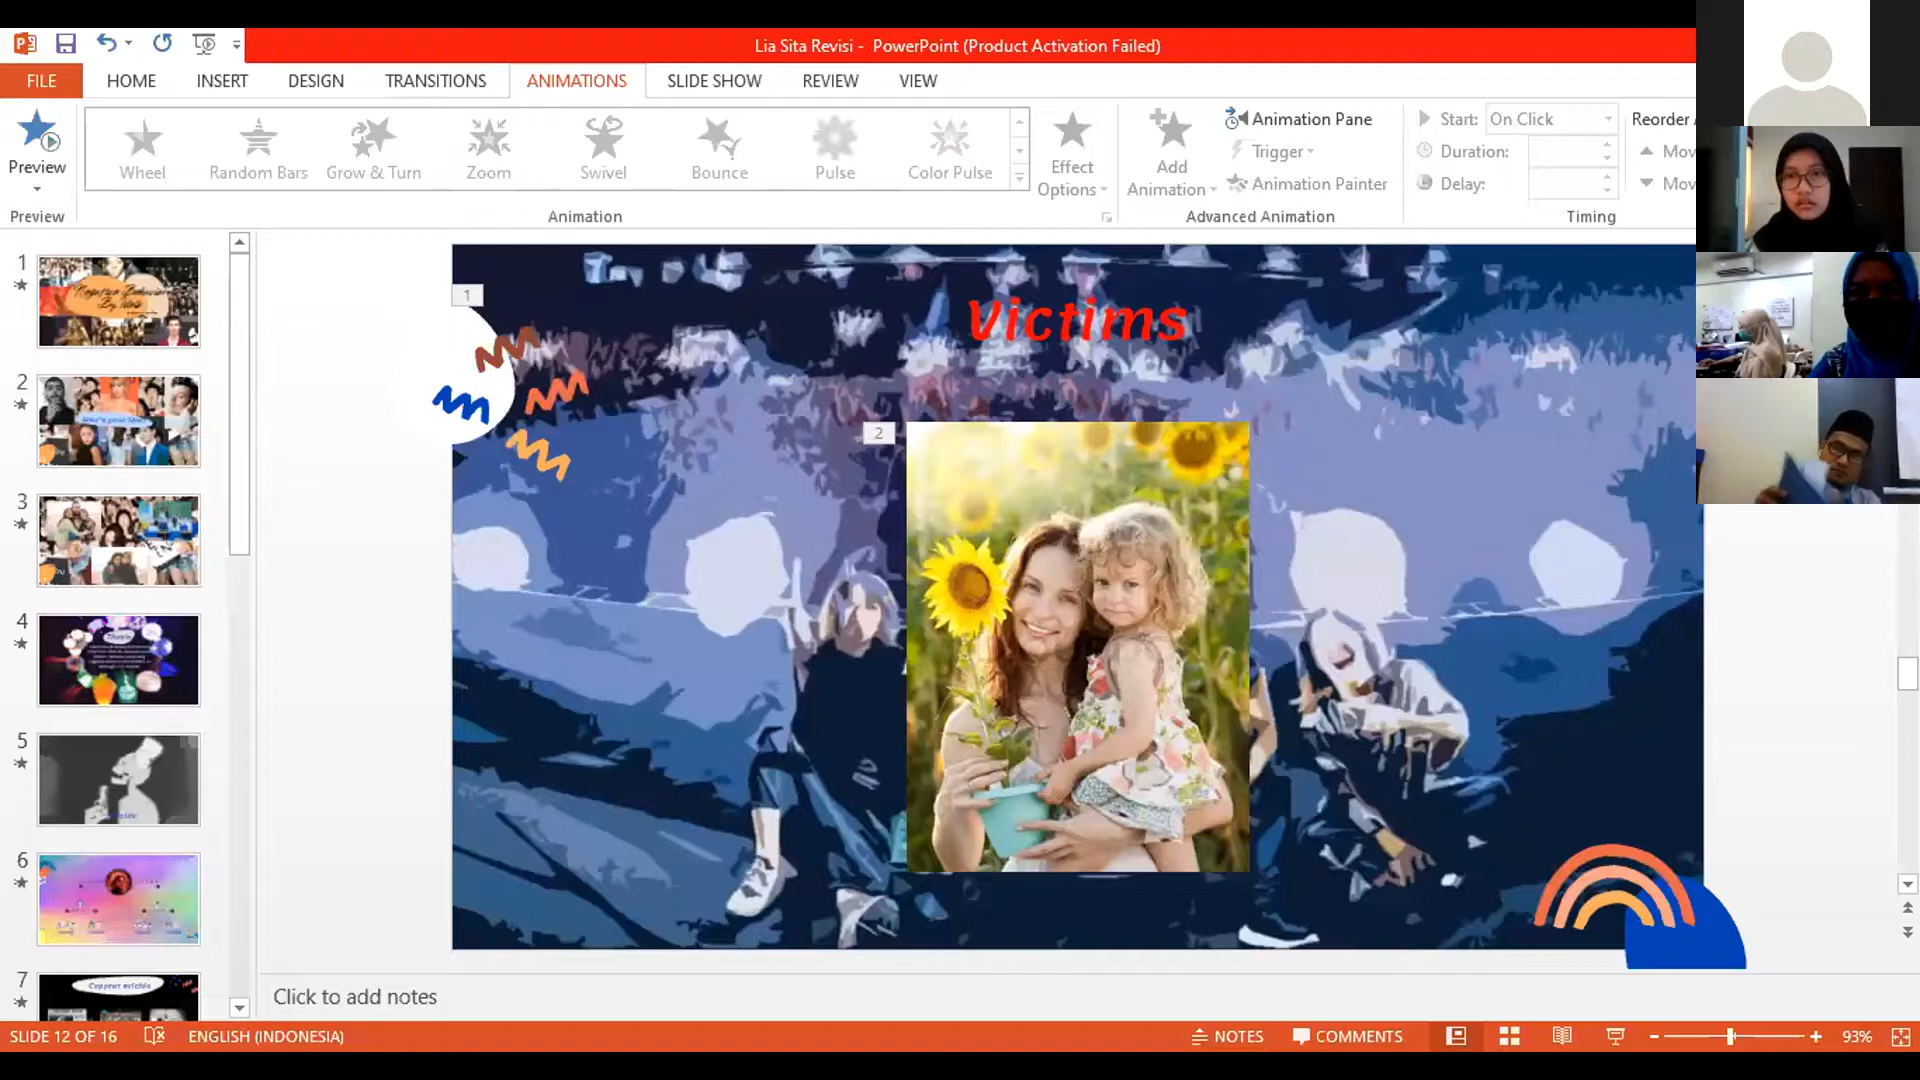 Lia Sita Revisi - PowerPoint (Product Activation Failed)
FILE HOME INSERT DESIGN TRANSITIONS ANIMATIONS SLIDE SHOW REVIEW VIEW
Preview
Wheel Random Bars Grow & Turn Zoom Swivel Bounce Pulse Color Pulse
Effect Options
Add Animation
Animation Pane
Trigger
Animation Painter
Start: On Click
Duration:
Delay:
Reorder
Preview Animation Advanced Animation Timing
1
2
3
4
5
6
7
1
Victims
2
Click to add notes
SLIDE 12 OF 16 ENGLISH (INDONESIA) NOTES COMMENTS 93%